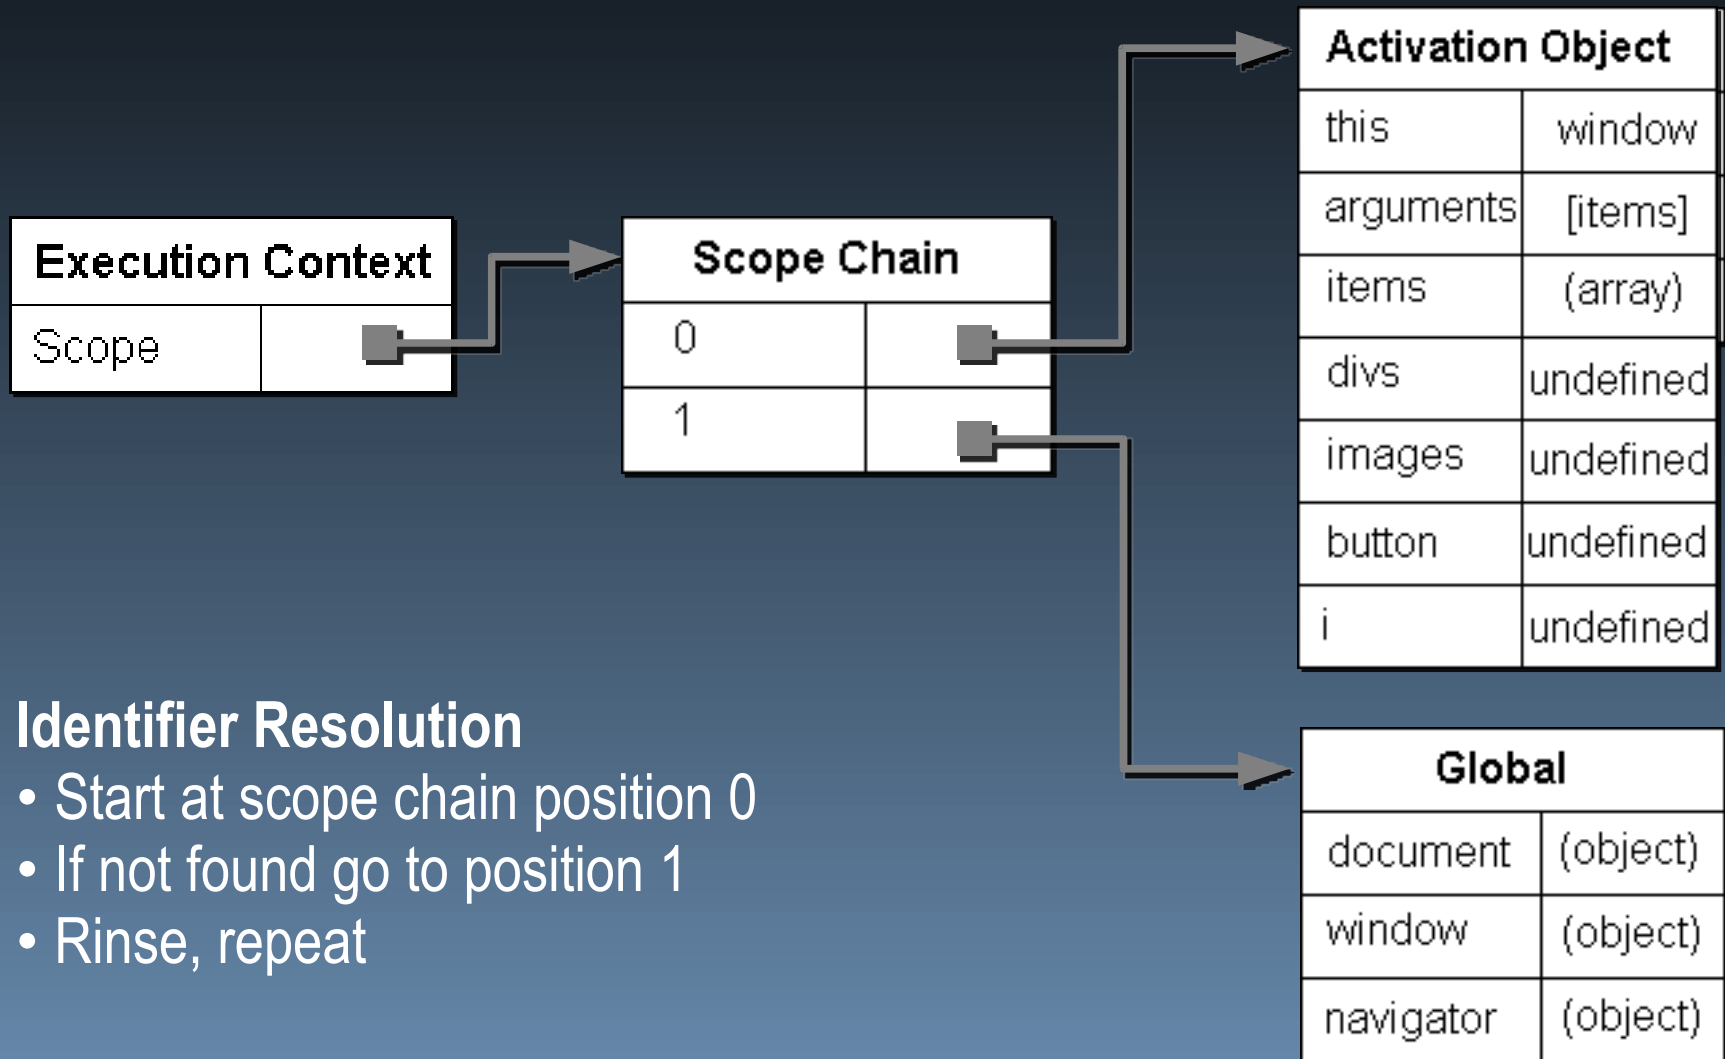 Execution Context
Scope
Scope Chain
0
1
Activation Object
this window
arguments [items]
items (array)
divs undefined
images undefined
button undefined
i undefined
Global
document (object)
window (object)
navigator (object)
Identifier Resolution
• Start at scope chain position 0
• If not found go to position 1
• Rinse, repeat